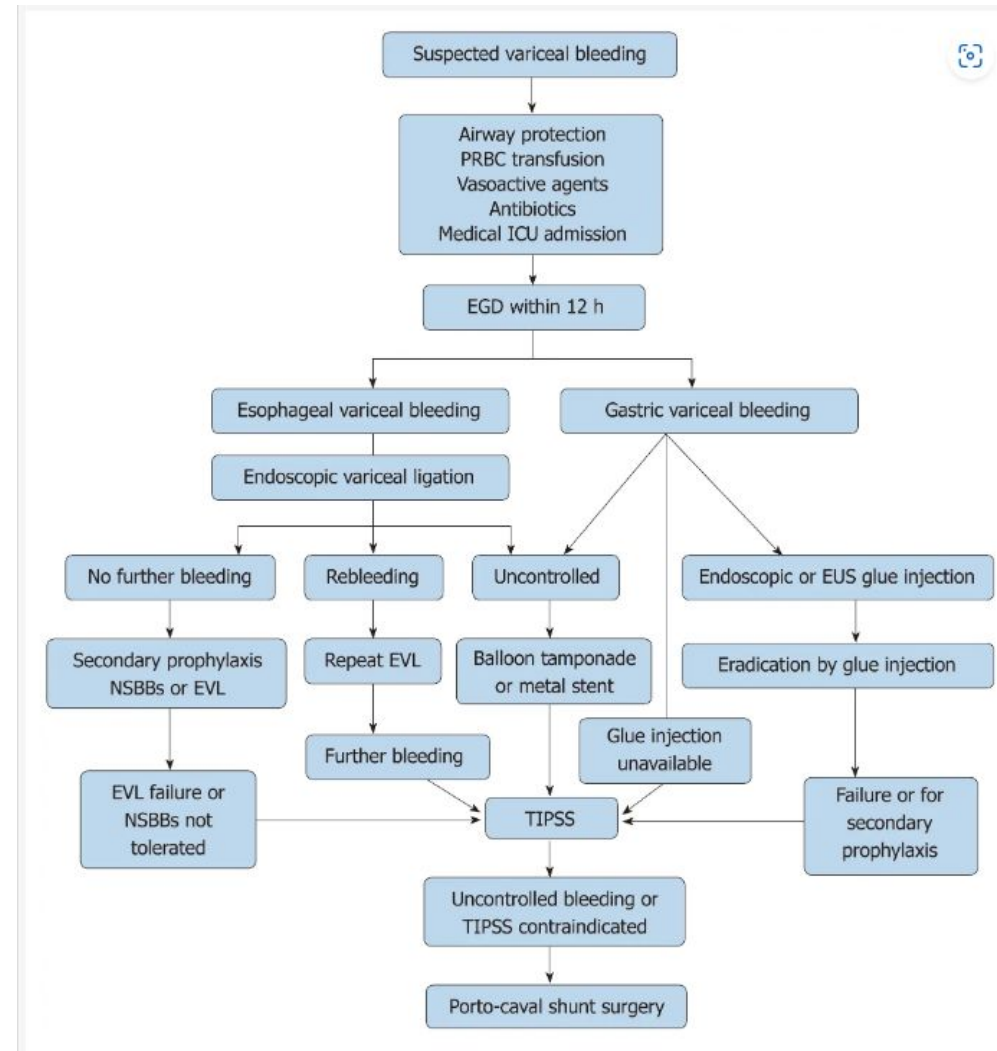 Suspected variceal bleeding
Airway protection
PRBC transfusion
Vasoactive agents
Antibiotics
Medical ICU admission
EGD within 12 h
Esophageal variceal bleeding
Gastric variceal bleeding
Endoscopic variceal ligation
No further bleeding
Rebleeding
Uncontrolled
Endoscopic or EUS glue injection
Secondary prophylaxis
NSBBs or EVL
Repeat EVL
Balloon tamponade
or metal stent
Eradication by glue injection
Further bleeding
Glue injection
unavailable
EVL failure or
NSBBs not
tolerated
TIPSS
Failure or for
secondary
prophylaxis
Uncontrolled bleeding or
TIPSS contraindicated
Porto-caval shunt surgery